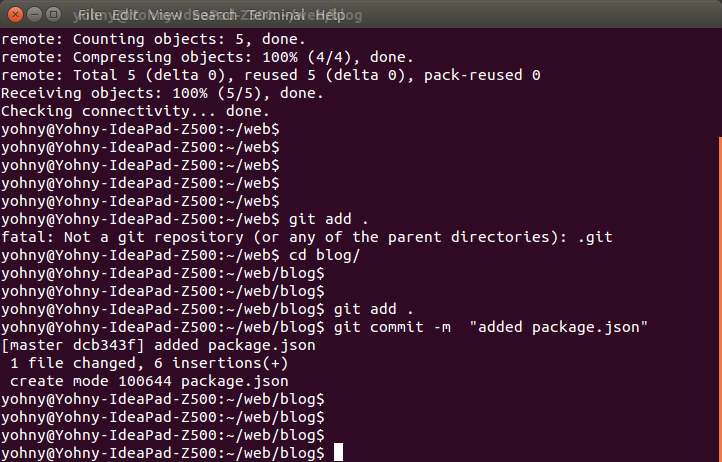 File Edit View Search Terminal Help
remote: Counting objects: 5, done.
remote: Compressing objects: 100% (4/4), done.
remote: Total 5 (delta 0), reused 5 (delta 0), pack-reused 0
Receiving objects: 100% (5/5), done.
Checking connectivity... done.
yohny@Yohny-IdeaPad-Z500:~/web$
yohny@Yohny-IdeaPad-Z500:~/web$
yohny@Yohny-IdeaPad-Z500:~/web$
yohny@Yohny-IdeaPad-Z500:~/web$
yohny@Yohny-IdeaPad-Z500:~/web$
yohny@Yohny-IdeaPad-Z500:~/web$ git add .
fatal: Not a git repository (or any of the parent directories): .git
yohny@Yohny-IdeaPad-Z500:~/web$ cd blog/
yohny@Yohny-IdeaPad-Z500:~/web/blog$
yohny@Yohny-IdeaPad-Z500:~/web/blog$
yohny@Yohny-IdeaPad-Z500:~/web/blog$ git add .
yohny@Yohny-IdeaPad-Z500:~/web/blog$ git commit -m  "added package.json"
[master dcb343f] added package.json
 1 file changed, 6 insertions(+)
 create mode 100644 package.json
yohny@Yohny-IdeaPad-Z500:~/web/blog$
yohny@Yohny-IdeaPad-Z500:~/web/blog$
yohny@Yohny-IdeaPad-Z500:~/web/blog$
yohny@Yohny-IdeaPad-Z500:~/web/blog$